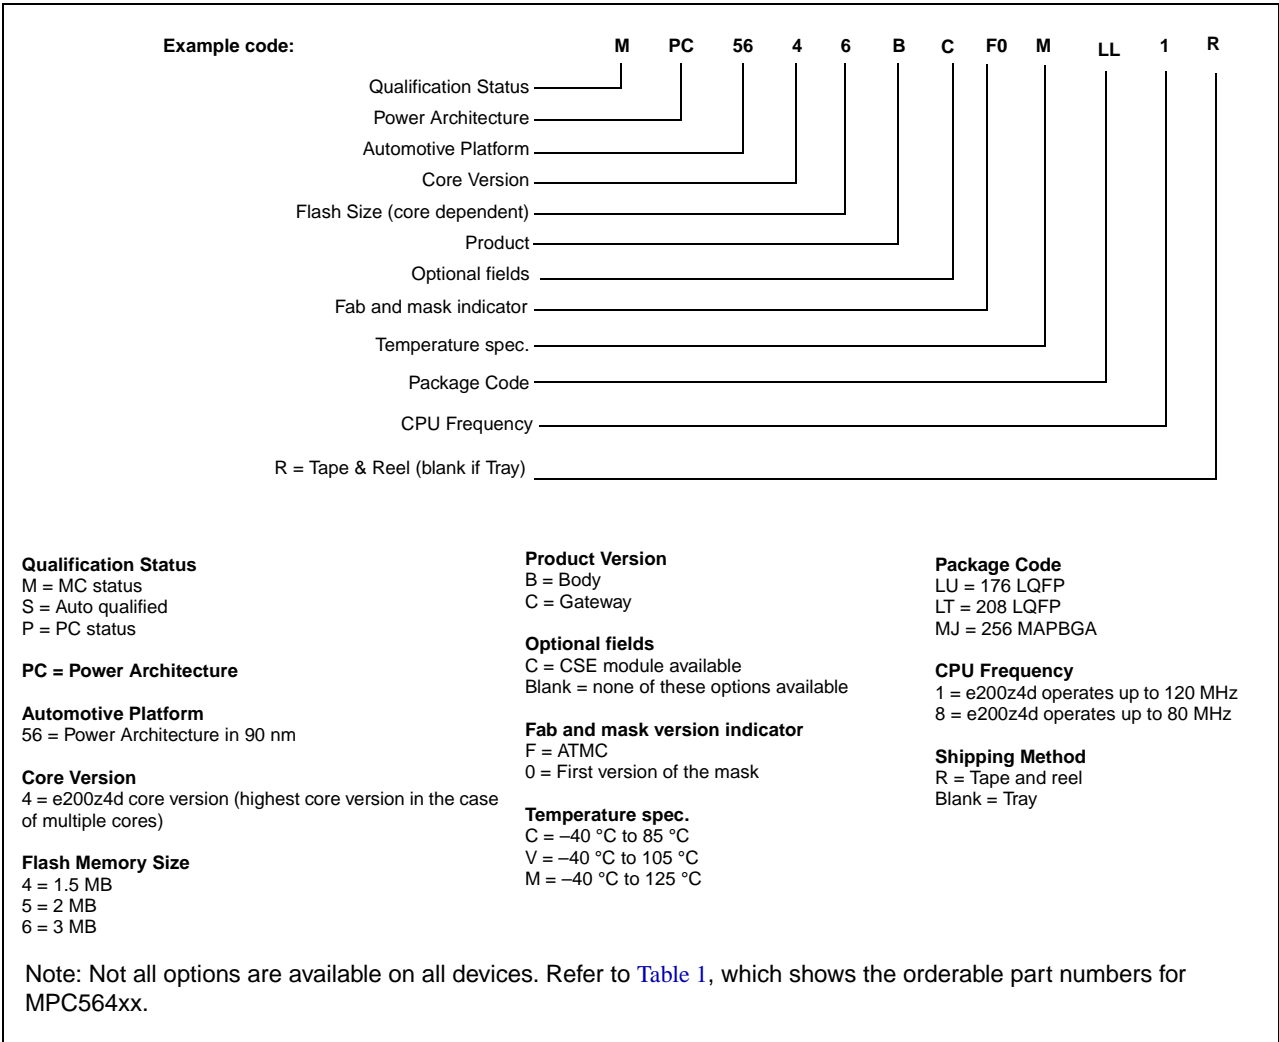 Example code: M PC 56 4 6 B C F0 M LL 1 R
Qualification Status
Power Architecture
Automotive Platform
Core Version
Flash Size (core dependent)
Product
Optional fields
Fab and mask indicator
Temperature spec.
Package Code
CPU Frequency
R = Tape & Reel (blank if Tray)
Qualification Status
M = MC status
S = Auto qualified
P = PC status
PC = Power Architecture
Automotive Platform
56 = Power Architecture in 90 nm
Core Version
4 = e200z4d core version (highest core version in the case
of multiple cores)
Flash Memory Size
4 = 1.5 MB
5 = 2 MB
6 = 3 MB
Product Version
B = Body
C = Gateway
Optional fields
C = CSE module available
Blank = none of these options available
Fab and mask version indicator
F = ATMC
0 = First version of the mask
Temperature spec.
C = –40 °C to 85 °C
V = –40 °C to 105 °C
M = –40 °C to 125 °C
Package Code
LU = 176 LQFP
LT = 208 LQFP
MJ = 256 MAPBGA
CPU Frequency
1 = e200z4d operates up to 120 MHz
8 = e200z4d operates up to 80 MHz
Shipping Method
R = Tape and reel
Blank = Tray
Note: Not all options are available on all devices. Refer to Table 1, which shows the orderable part numbers for
MPC564xx.